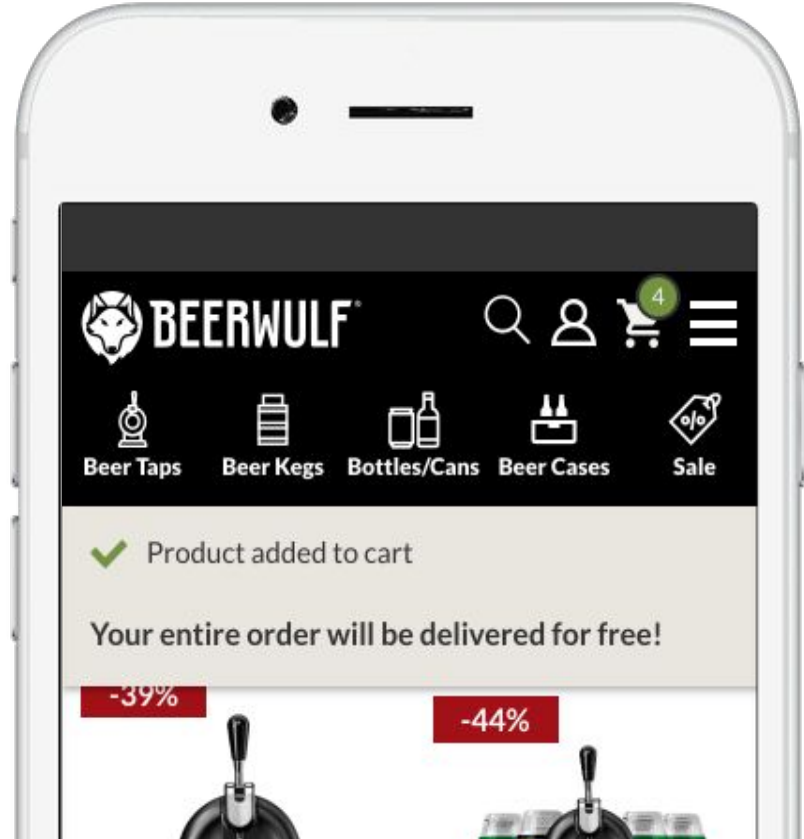 BEERWULF®
4
Beer Taps Beer Kegs Bottles/Cans Beer Cases Sale
Product added to cart
Your entire order will be delivered for free!
-39%
-44%